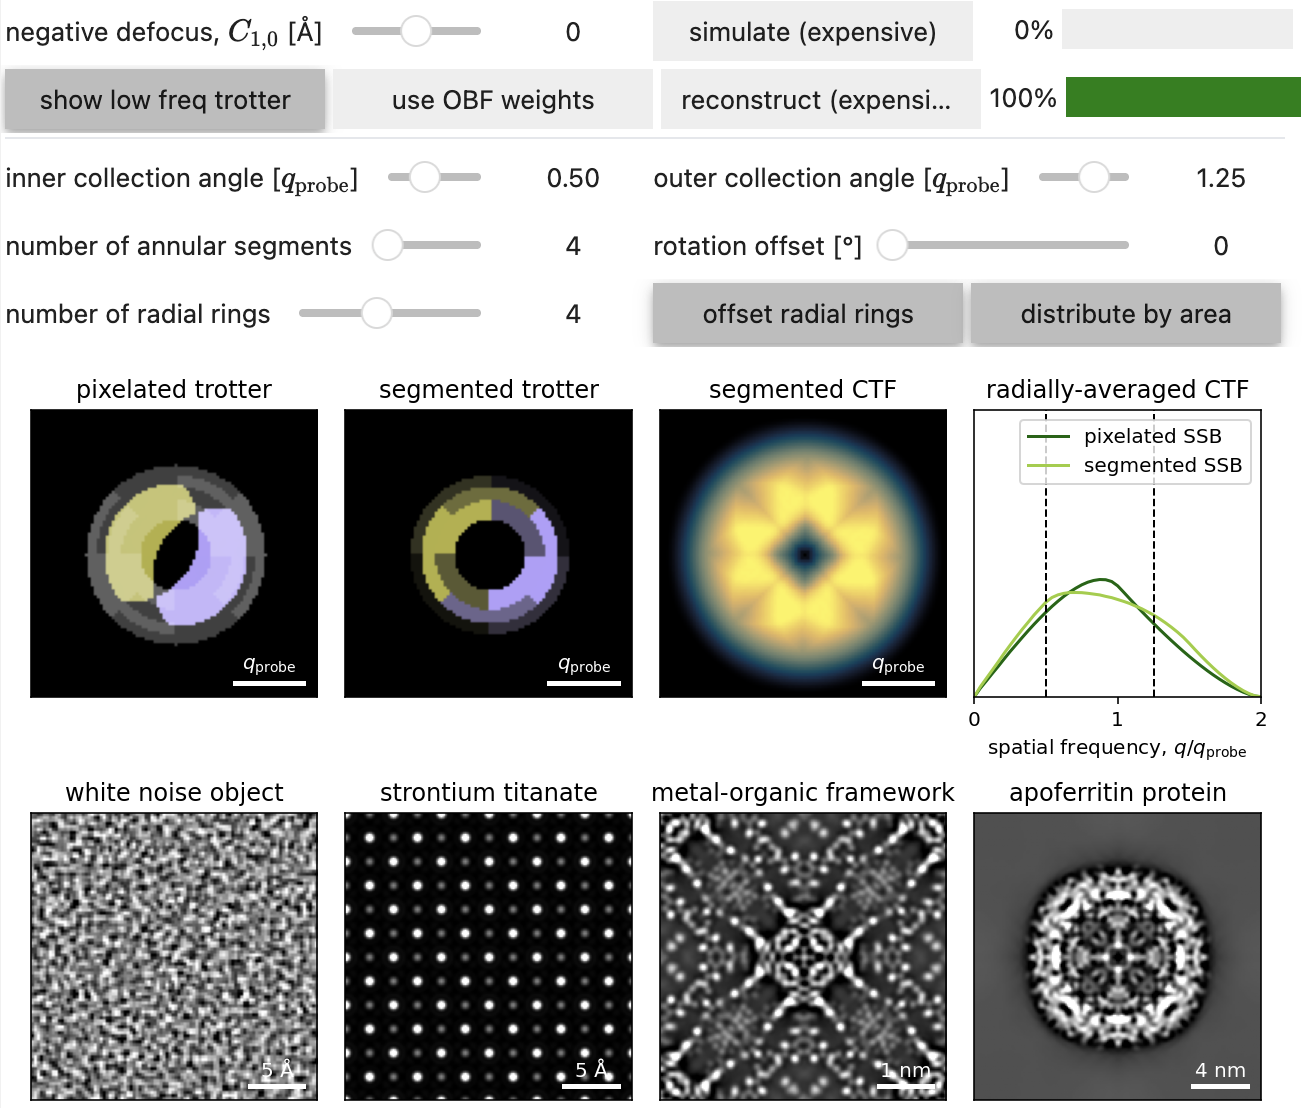 negative defocus, C1,0 [Å] 0 simulate (expensive) 0%
show low freq trotter use OBF weights reconstruct (expensi... 100%
inner collection angle [qprobe] 0.50 outer collection angle [qprobe] 1.25
number of annular segments 4 rotation offset [°] 0
number of radial rings 4 offset radial rings distribute by area
pixelated trotter segmented trotter segmented CTF radially-averaged CTF
pixelated SSB
segmented SSB
qprobe qprobe qprobe
0 1 2
spatial frequency, q/qprobe
white noise object strontium titanate metal-organic framework apoferritin protein
5 Å 5 Å 1 nm 4 nm